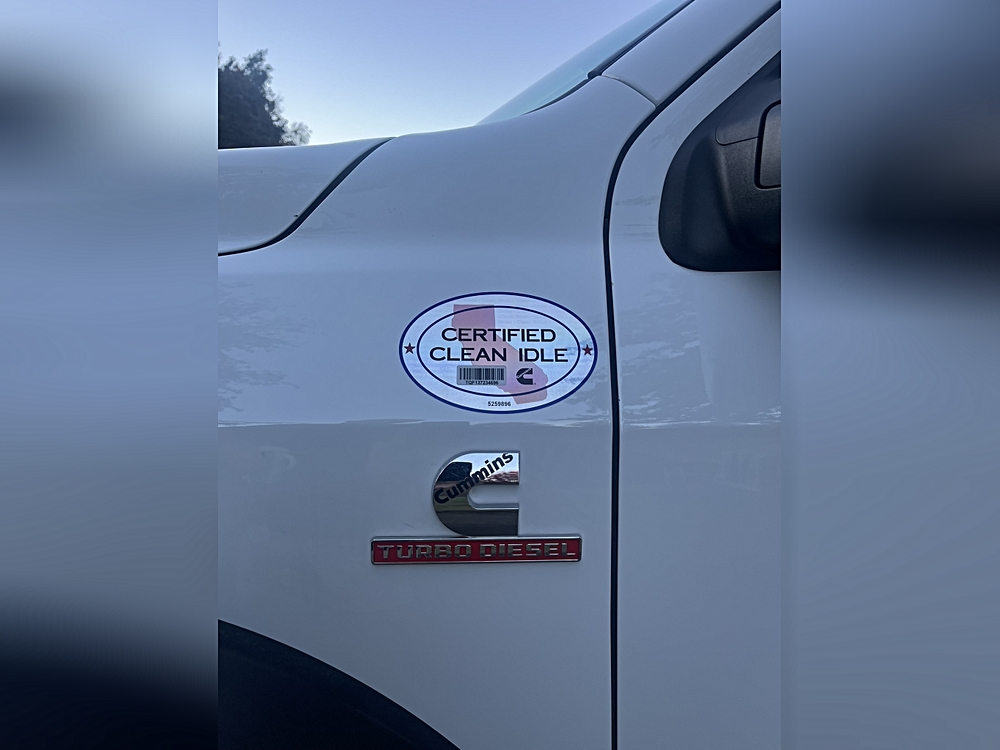 CERTIFIED
CLEAN IDLE
5259896
Cummins
TURBO DIESEL